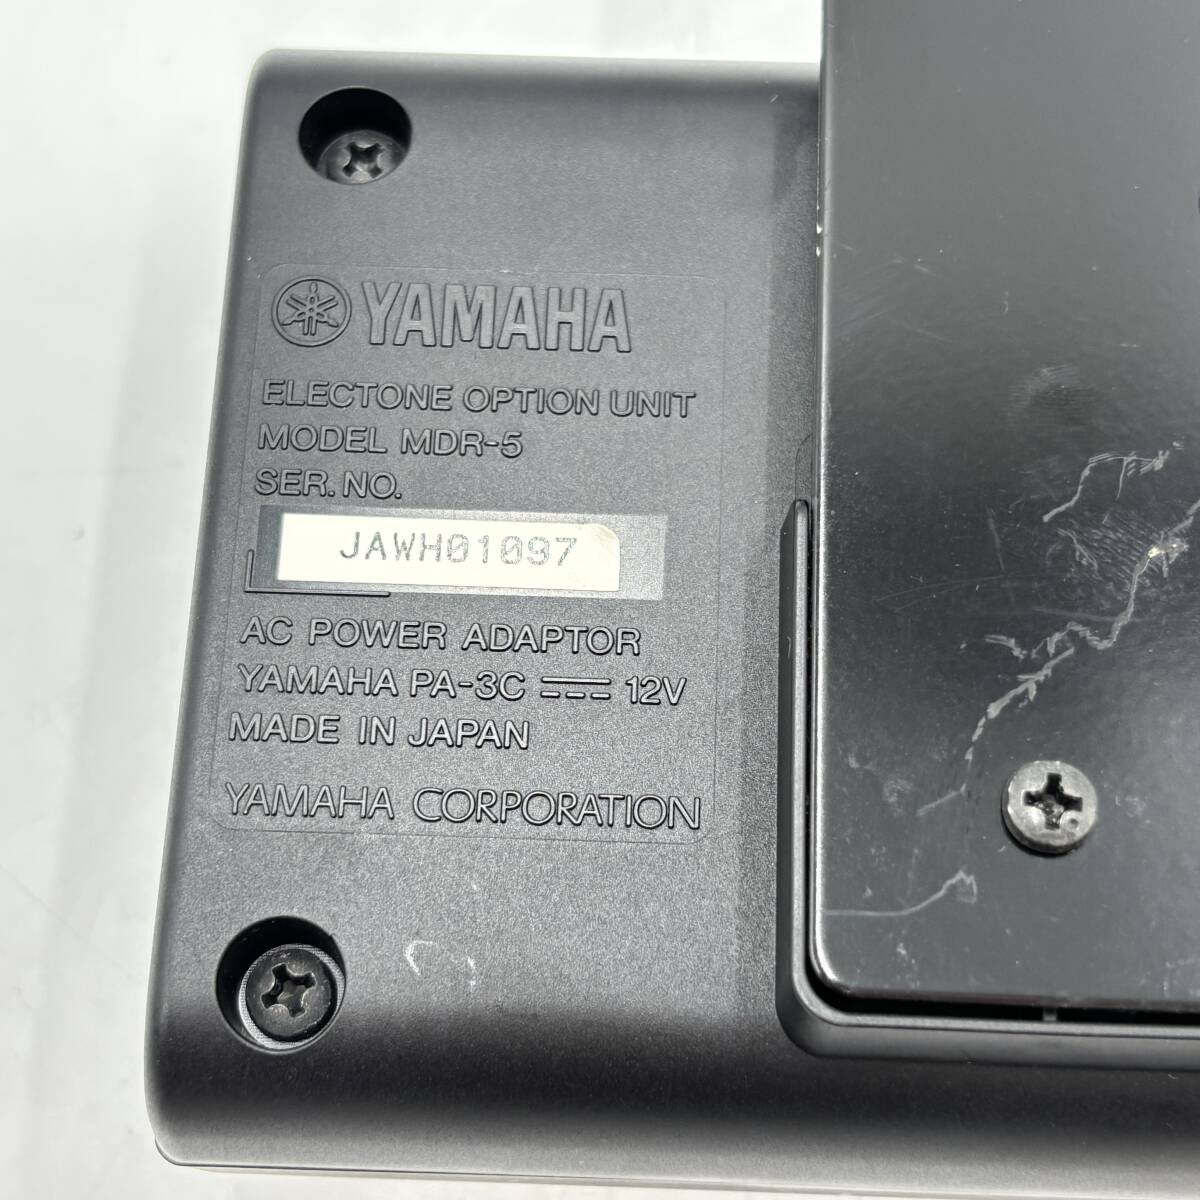 YAMAHA
ELECTONE OPTION UNIT
MODEL MDR-5
SER. NO.
JAWH01097
AC POWER ADAPTOR
YAMAHA PA-3C ⎓ 12V
MADE IN JAPAN
YAMAHA CORPORATION